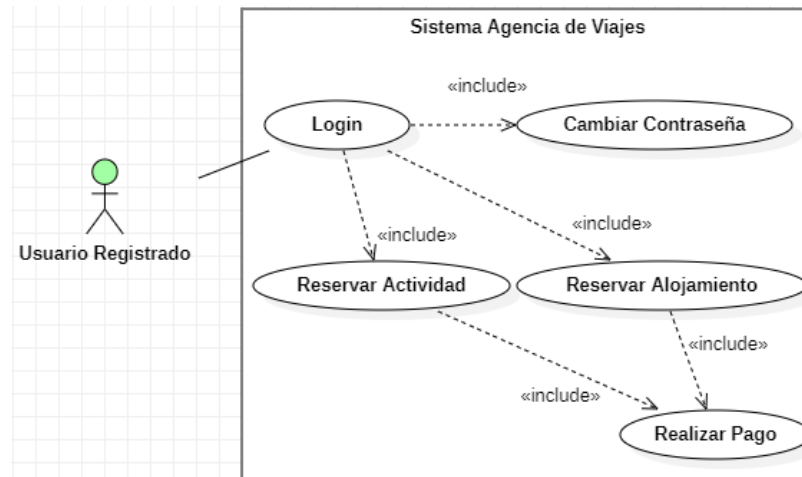 Sistema Agencia de Viajes
«include»
Login
Cambiar Contraseña
Usuario Registrado
«include»
«include»
Reservar Actividad
Reservar Alojamiento
«include»
«include»
Realizar Pago